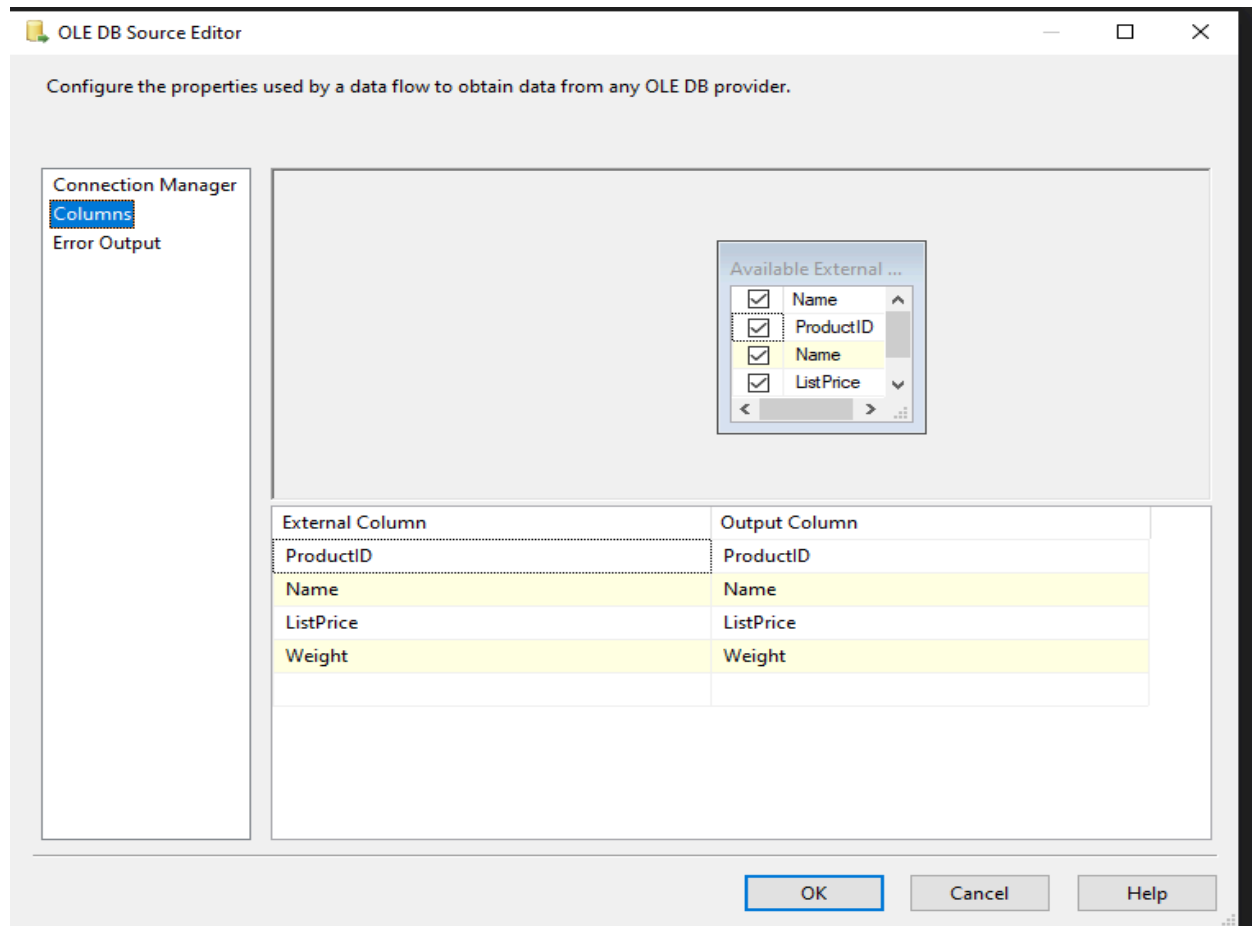 OLE DB Source Editor
Configure the properties used by a data flow to obtain data from any OLE DB provider.
Connection Manager
Columns
Error Output
Available External ...
Name
ProductID
Name
ListPrice
External Column Output Column
ProductID ProductID
Name Name
ListPrice ListPrice
Weight Weight
OK Cancel Help